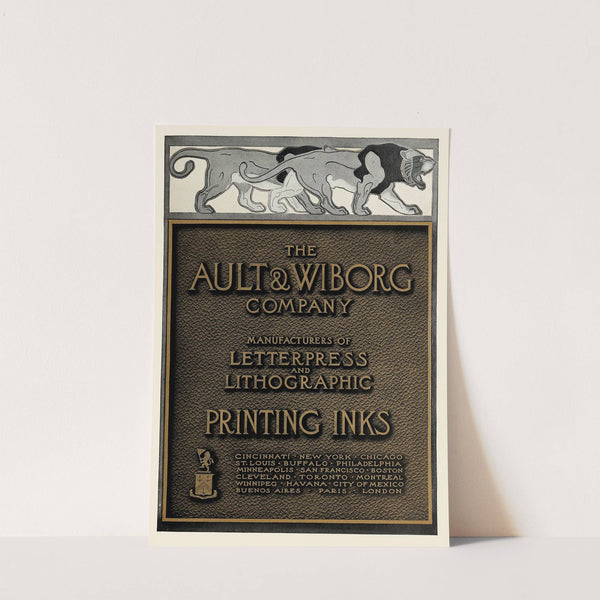 THE
AULT & WIBORG
COMPANY
MANUFACTURERS OF
LETTERPRESS
AND
LITHOGRAPHIC
PRINTING INKS
CINCINNATI · NEW YORK · CHICAGO
ST. LOUIS · BUFFALO · PHILADELPHIA
MINNEAPOLIS · SAN FRANCISCO · BOSTON
CLEVELAND · TORONTO · MONTREAL
WINNIPEG · HAVANA · CITY OF MEXICO
BUENOS AIRES · PARIS · LONDON